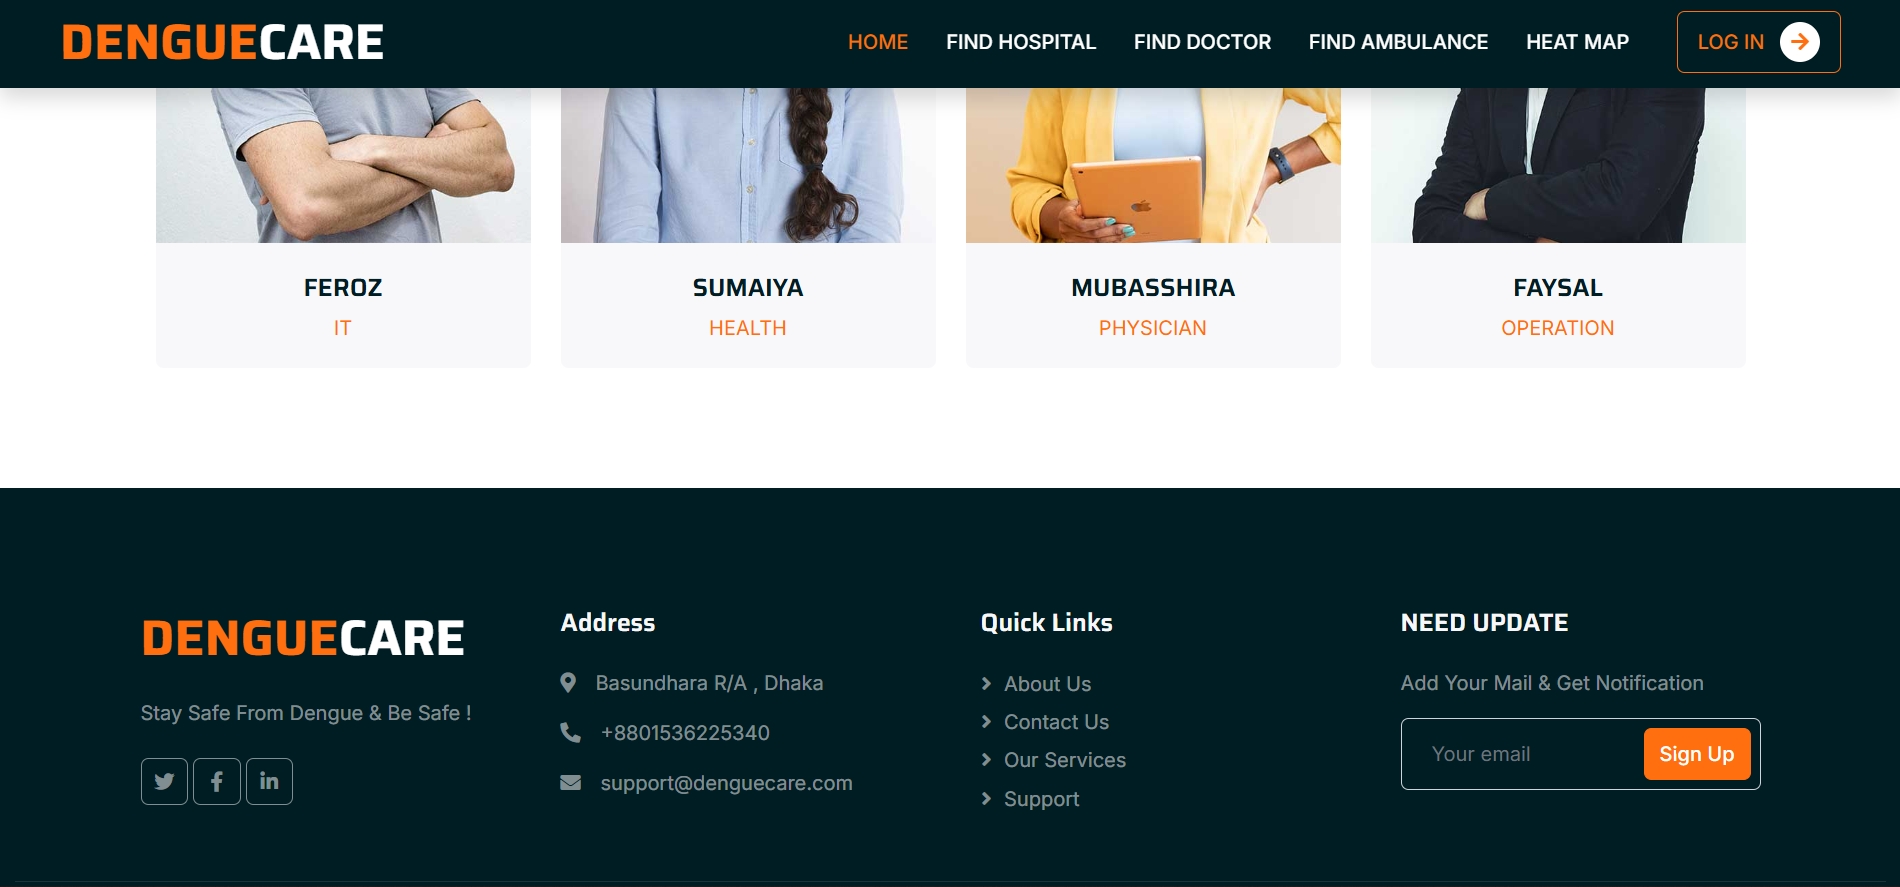 DENGUECARE
HOME FIND HOSPITAL FIND DOCTOR FIND AMBULANCE HEAT MAP LOG IN
FEROZ
IT
SUMAIYA
HEALTH
MUBASSHIRA
PHYSICIAN
FAYSAL
OPERATION
DENGUECARE
Stay Safe From Dengue & Be Safe !
Address
Basundhara R/A , Dhaka
+8801536225340
support@denguecare.com
Quick Links
About Us
Contact Us
Our Services
Support
NEED UPDATE
Add Your Mail & Get Notification
Your email Sign Up